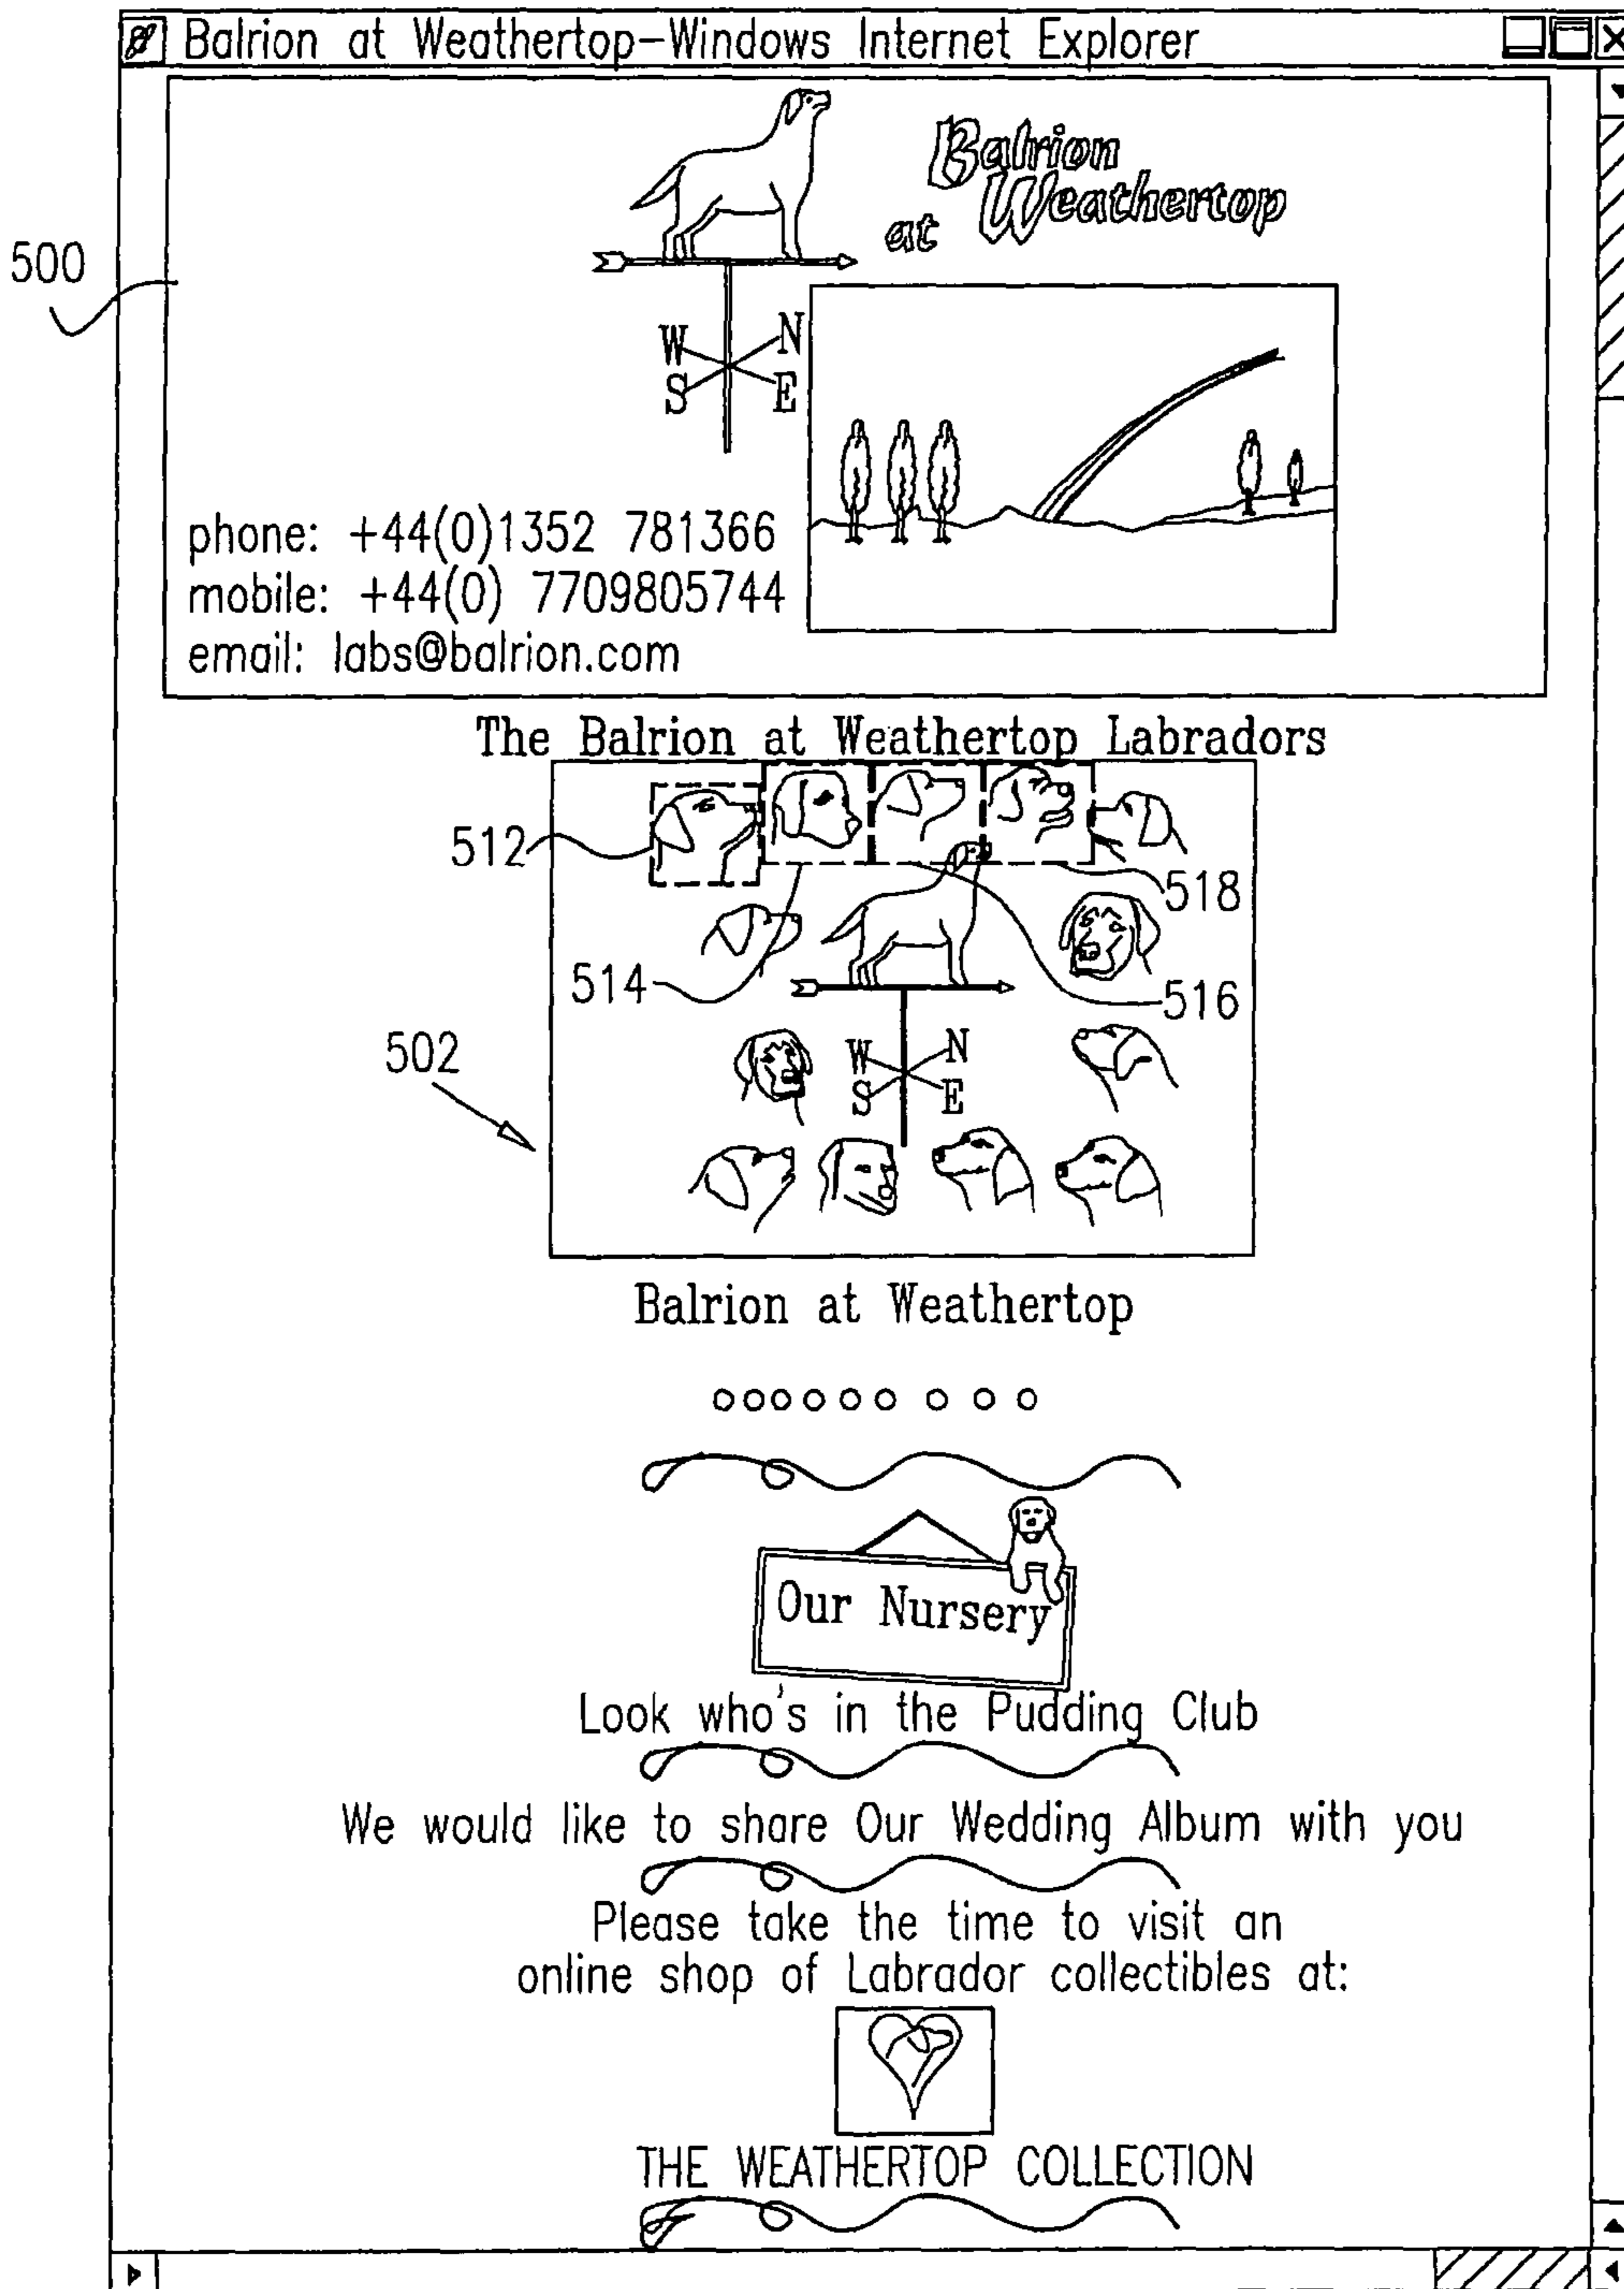 Balrion at Weathertop-Windows Internet Explorer
Balrion
at Weathertop
500
W N
S E
phone: +44(0)1352 781366
mobile: +44(0) 7709805744
email: labs@balrion.com
The Balrion at Weathertop Labradors
512
518
514
516
502
W N
S E
Balrion at Weathertop
Our Nursery
Look who's in the Pudding Club
We would like to share Our Wedding Album with you
Please take the time to visit an
online shop of Labrador collectibles at:
THE WEATHERTOP COLLECTION